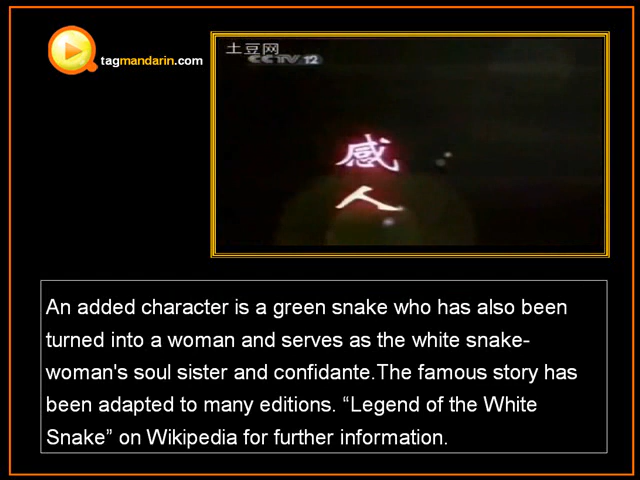 土豆网
CCTV 12
tagmandarin.com
感
人
An added character is a green snake who has also been
turned into a woman and serves as the white snake-
woman's soul sister and confidante.The famous story has
been adapted to many editions. “Legend of the White
Snake” on Wikipedia for further information.